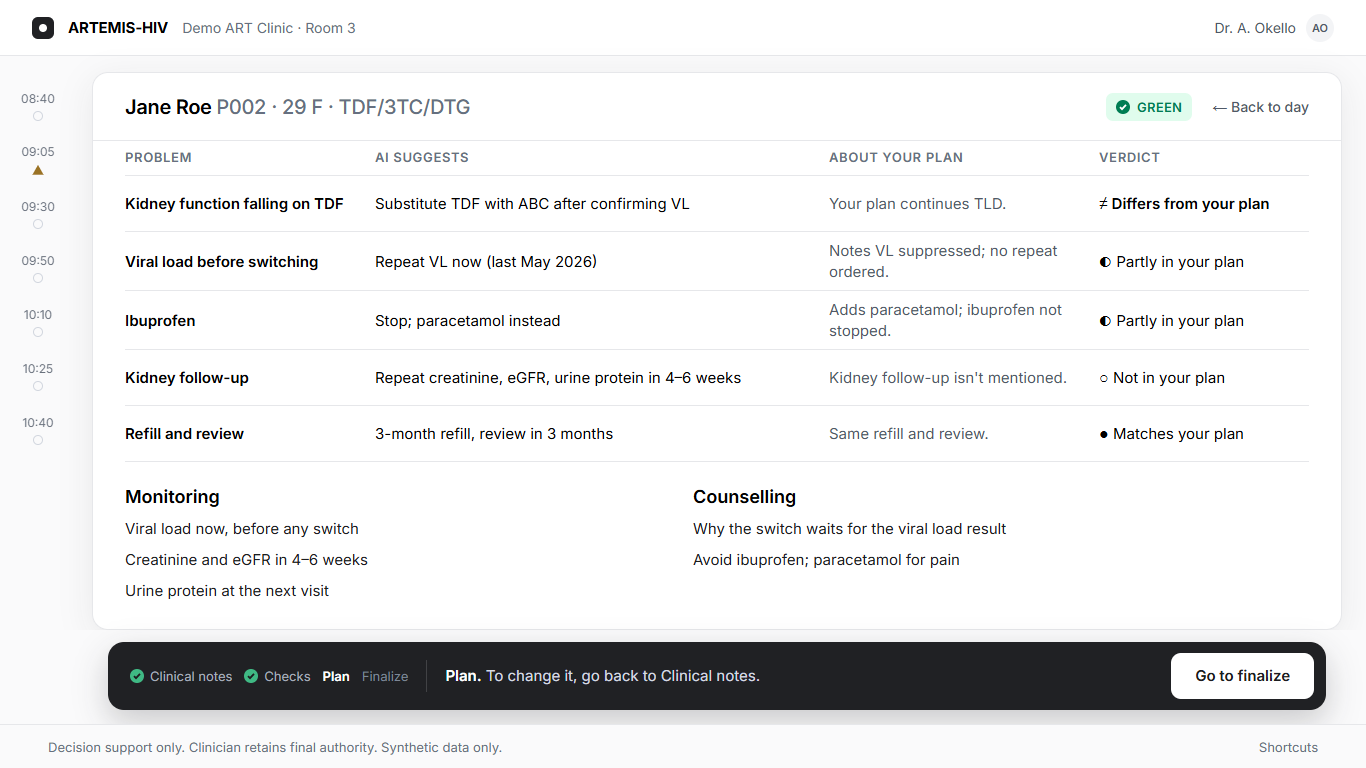 ARTEMIS-HIV Demo ART Clinic · Room 3
Dr. A. Okello AO
08:40
09:05
09:30
09:50
10:10
10:25
10:40
Jane Roe P002 · 29 F · TDF/3TC/DTG
GREEN
← Back to day
PROBLEM AI SUGGESTS ABOUT YOUR PLAN VERDICT
Kidney function falling on TDF Substitute TDF with ABC after confirming VL Your plan continues TLD. ≠ Differs from your plan
Viral load before switching Repeat VL now (last May 2026) Notes VL suppressed; no repeat
ordered. ◐ Partly in your plan
Ibuprofen Stop; paracetamol instead Adds paracetamol; ibuprofen not
stopped. ◐ Partly in your plan
Kidney follow-up Repeat creatinine, eGFR, urine protein in 4–6 weeks Kidney follow-up isn't mentioned. ○ Not in your plan
Refill and review 3-month refill, review in 3 months Same refill and review. ● Matches your plan
Monitoring
Viral load now, before any switch
Creatinine and eGFR in 4–6 weeks
Urine protein at the next visit
Counselling
Why the switch waits for the viral load result
Avoid ibuprofen; paracetamol for pain
Clinical notes Checks Plan Finalize
Plan. To change it, go back to Clinical notes.
Go to finalize
Decision support only. Clinician retains final authority. Synthetic data only.
Shortcuts